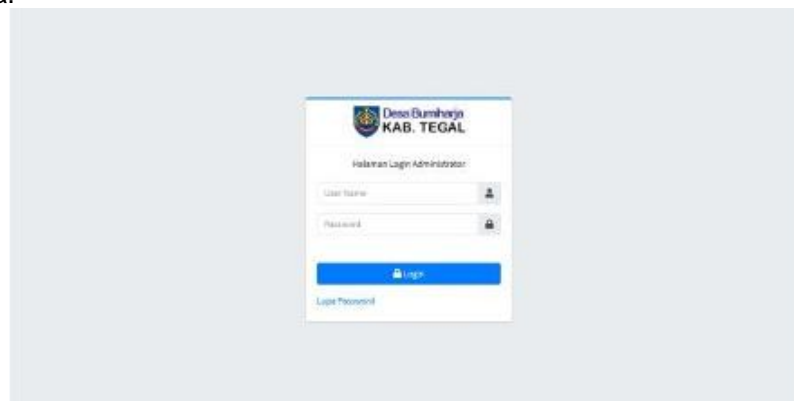 a.
Desa Bumiharja
KAB. TEGAL
Halaman Login Administrator
User Name
Password
Login
Lupa Password